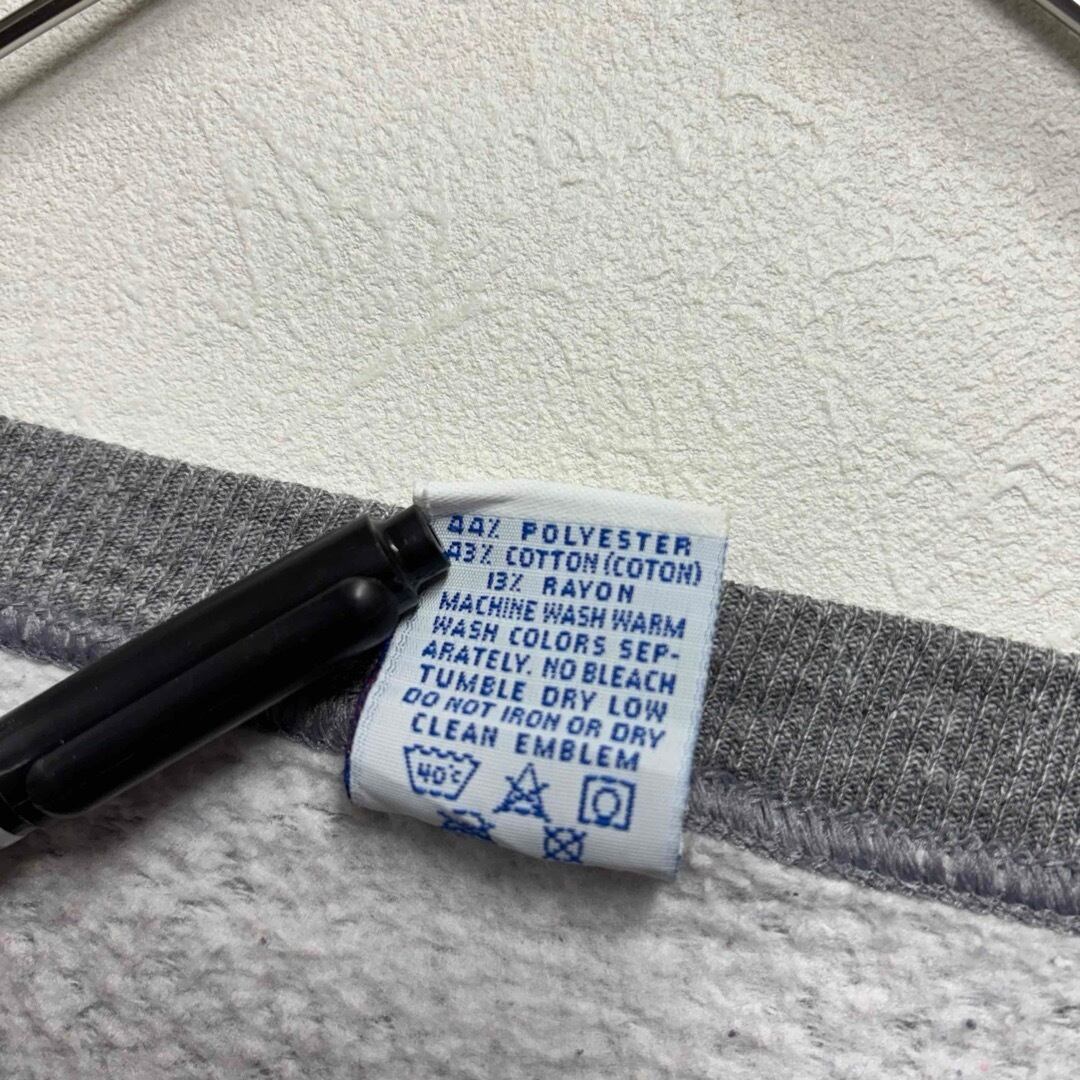 44% POLYESTER
43% COTTON (COTON)
13% RAYON
MACHINE WASH WARM
WASH COLORS SEP-
ARATELY. NO BLEACH
TUMBLE DRY LOW
DO NOT IRON OR DRY
CLEAN EMBLEM
40°C